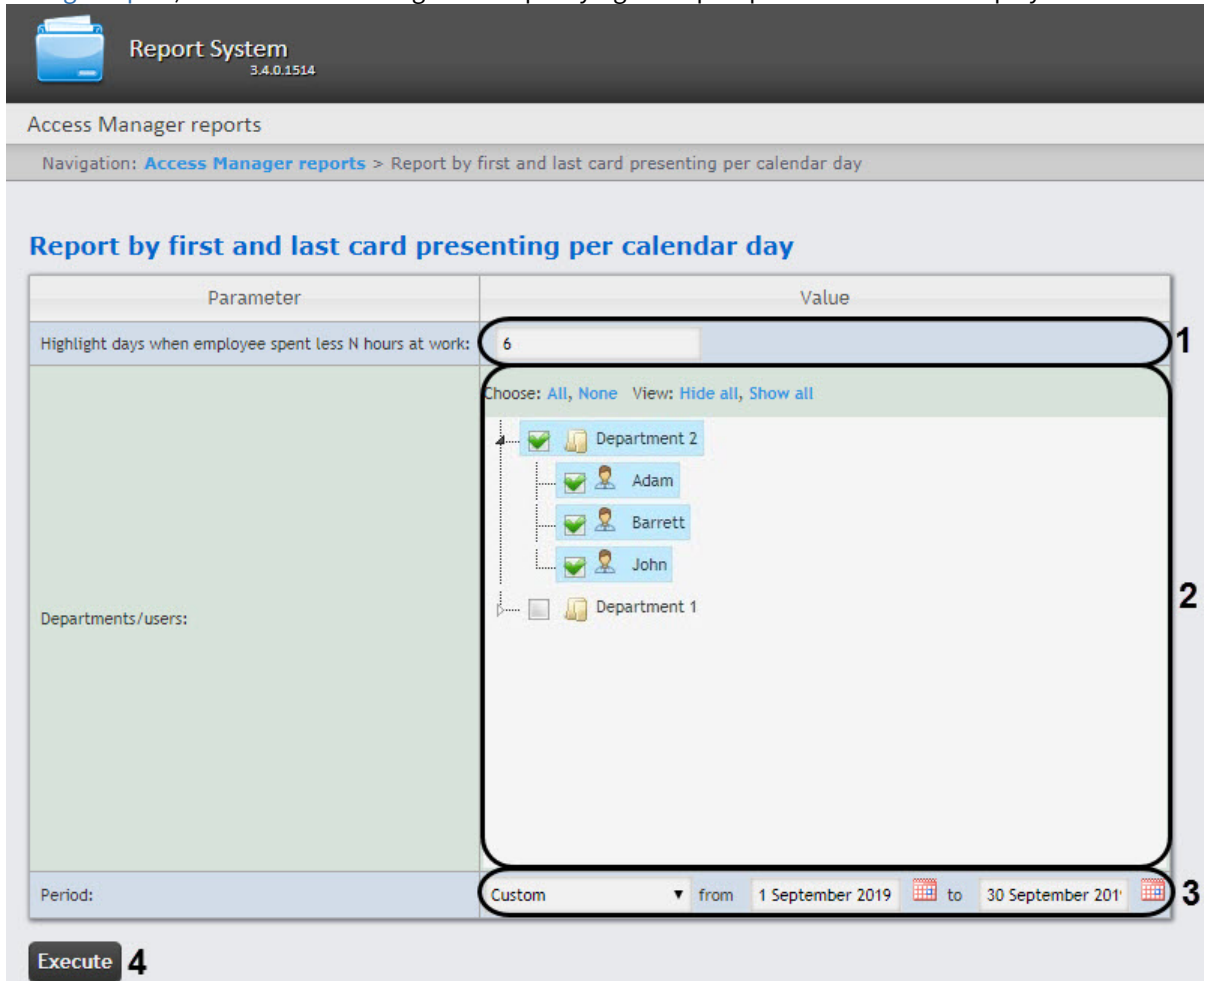 Report System
3.4.0.1514
Access Manager reports
Navigation: Access Manager reports > Report by first and last card presenting per calendar day
Report by first and last card presenting per calendar day
Parameter Value
Highlight days when employee spent less N hours at work: 6 1
Choose: All, None View: Hide all, Show all
Department 2
Adam
Barrett
John
Department 1
Departments/users: 2
Period: Custom from 1 September 2019 to 30 September 201 3
Execute 4